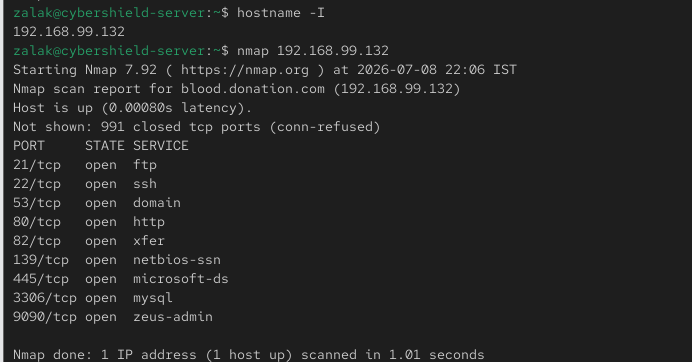 zalak@cybershield-server:~$ hostname -I
192.168.99.132
zalak@cybershield-server:~$ nmap 192.168.99.132
Starting Nmap 7.92 ( https://nmap.org ) at 2026-07-08 22:06 IST
Nmap scan report for blood.donation.com (192.168.99.132)
Host is up (0.00080s latency).
Not shown: 991 closed tcp ports (conn-refused)
PORT     STATE SERVICE
21/tcp   open  ftp
22/tcp   open  ssh
53/tcp   open  domain
80/tcp   open  http
82/tcp   open  xfer
139/tcp  open  netbios-ssn
445/tcp  open  microsoft-ds
3306/tcp open  mysql
9090/tcp open  zeus-admin
Nmap done: 1 IP address (1 host up) scanned in 1.01 seconds